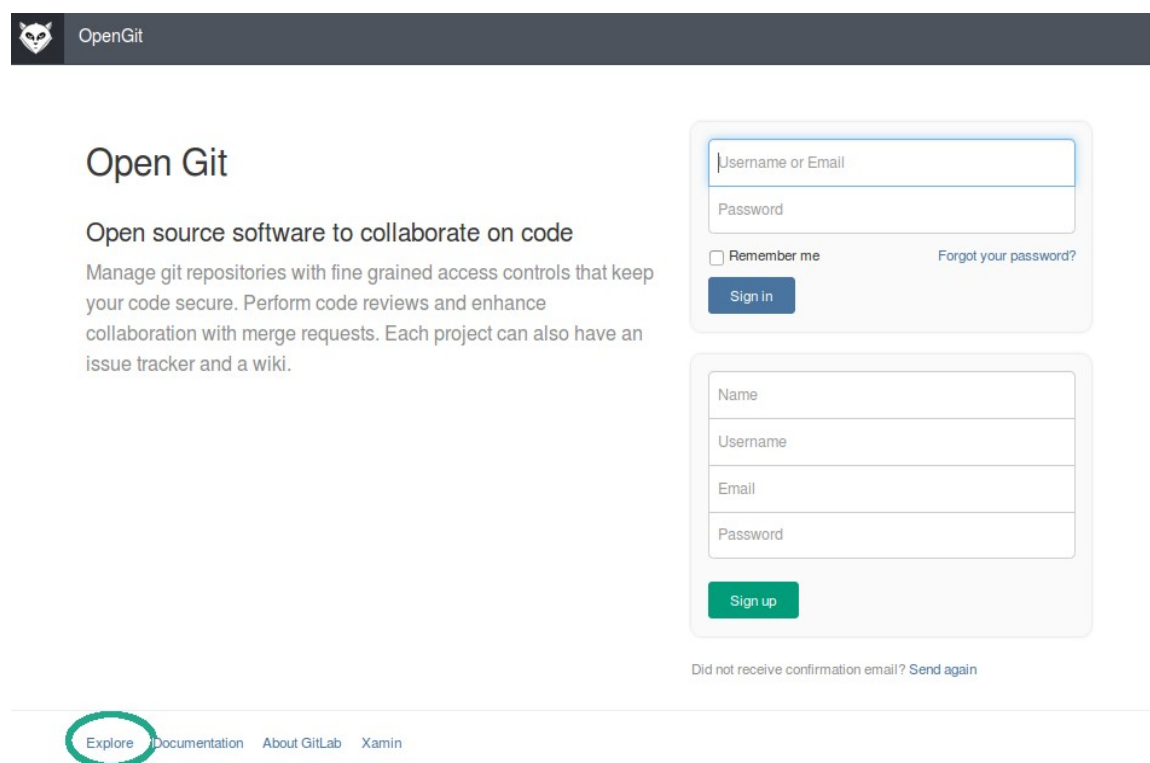 OpenGit
Open Git
Open source software to collaborate on code
Manage git repositories with fine grained access controls that keep
your code secure. Perform code reviews and enhance
collaboration with merge requests. Each project can also have an
issue tracker and a wiki.
Username or Email
Password
Remember me Forgot your password?
Sign in
Name
Username
Email
Password
Sign up
Did not receive confirmation email? Send again
Explore Documentation About GitLab Xamin